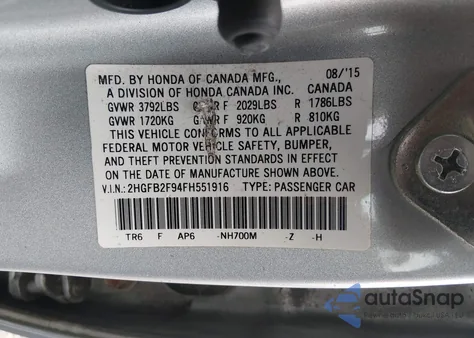 MFD. BY HONDA OF CANADA MFG., 08/'15
A DIVISION OF HONDA CANADA INC. CANADA
GVWR 3792LBS F 2029LBS R 1786LBS
GVWR 1720KG F 920KG R 810KG
THIS VEHICLE CONFORMS TO ALL APPLICABLE
FEDERAL MOTOR VEHICLE SAFETY, BUMPER,
AND THEFT PREVENTION STANDARDS IN EFFECT
ON THE DATE OF MANUFACTURE SHOWN ABOVE.
V.I.N.: 2HGFB2F94FH551916 TYPE: PASSENGER CAR
TR6 F AP6 -NH700M -Z -H
autoSnap